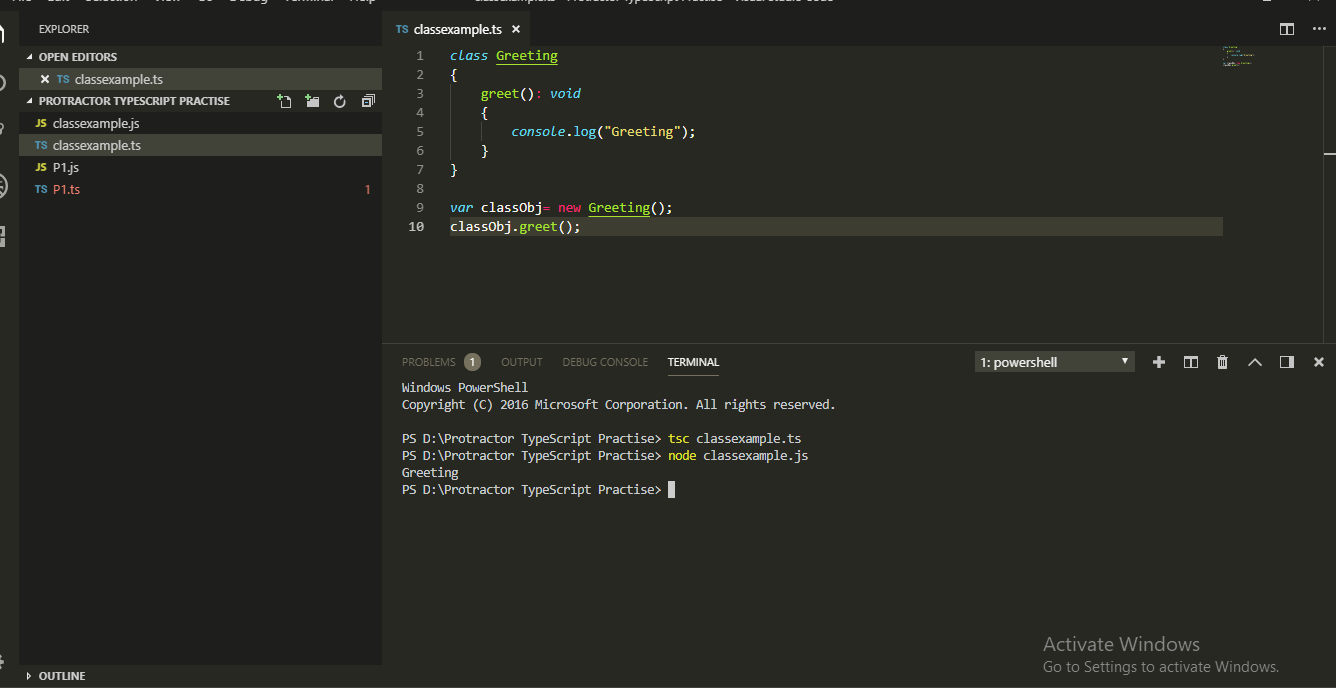 EXPLORER
OPEN EDITORS
TS classexample.ts
PROTRACTOR TYPESCRIPT PRACTISE
JS classexample.js
TS classexample.ts
JS P1.js
TS P1.ts 1
OUTLINE
TS classexample.ts
1 class Greeting
2 {
3 greet(): void
4 {
5 console.log("Greeting");
6 }
7 }
8
9 var classObj= new Greeting();
10 classObj.greet();
PROBLEMS 1 OUTPUT DEBUG CONSOLE TERMINAL 1: powershell
Windows PowerShell
Copyright (C) 2016 Microsoft Corporation. All rights reserved.
PS D:\Protractor TypeScript Practise> tsc classexample.ts
PS D:\Protractor TypeScript Practise> node classexample.js
Greeting
PS D:\Protractor TypeScript Practise>
Activate Windows
Go to Settings to activate Windows.